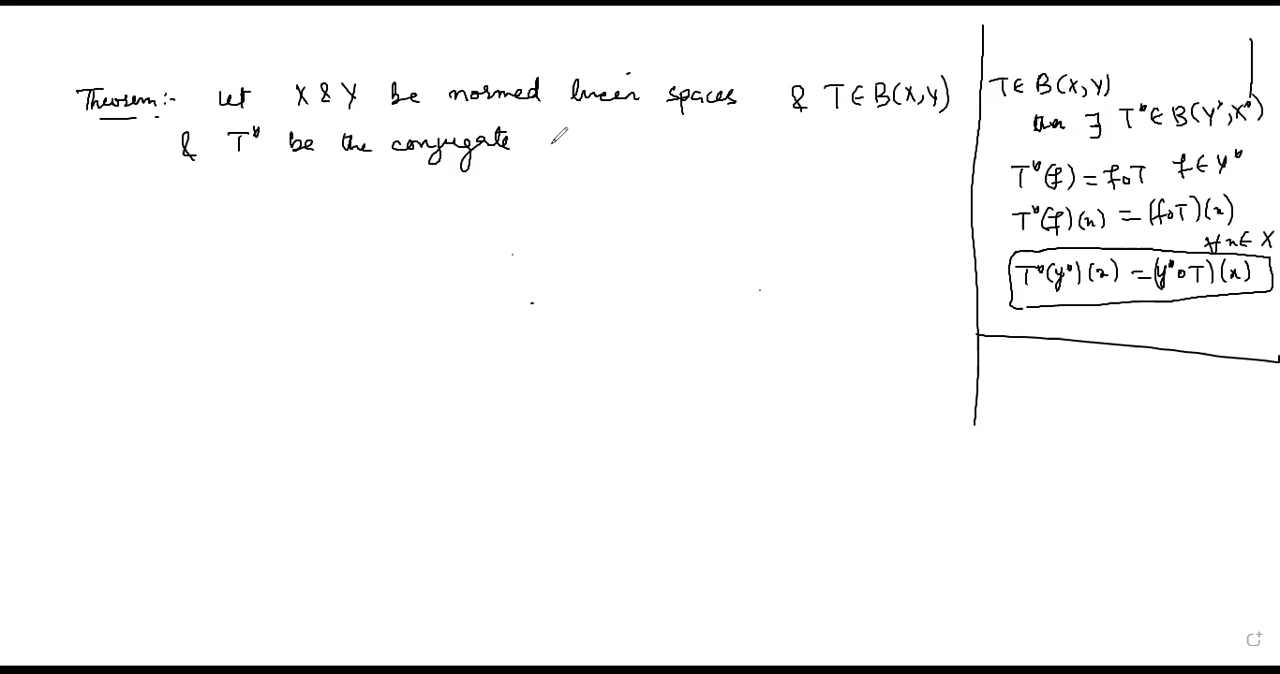 Theorem:- Let X & Y be normed linear spaces & T ∈ B(X,Y)
& T* be the conjugate
T ∈ B(X,Y)
then ∃ T* ∈ B(Y*,X*)
T*(f) = f∘T f ∈ Y*
T*(f)(x) = (f∘T)(x)
∀ x ∈ X
T*(y*)(x) = (y*∘T)(x)